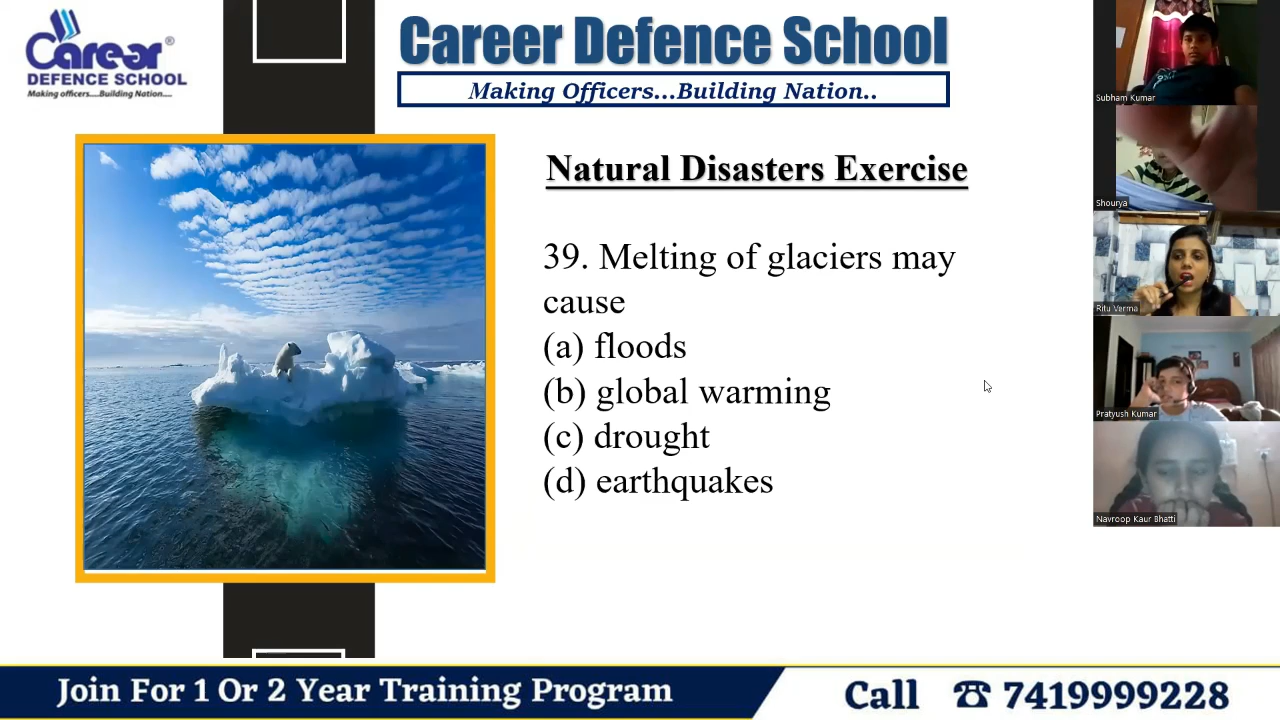 Career®
DEFENCE SCHOOL
Making officers....Building Nation....
Career Defence School
Making Officers...Building Nation..
Natural Disasters Exercise
39. Melting of glaciers may
cause
(a) floods
(b) global warming
(c) drought
(d) earthquakes
Subham Kumar
Shourya
Ritu Verma
Pratyush Kumar
Navroop Kaur Bhatti
Join For 1 Or 2 Year Training Program
Call ☎ 7419999228